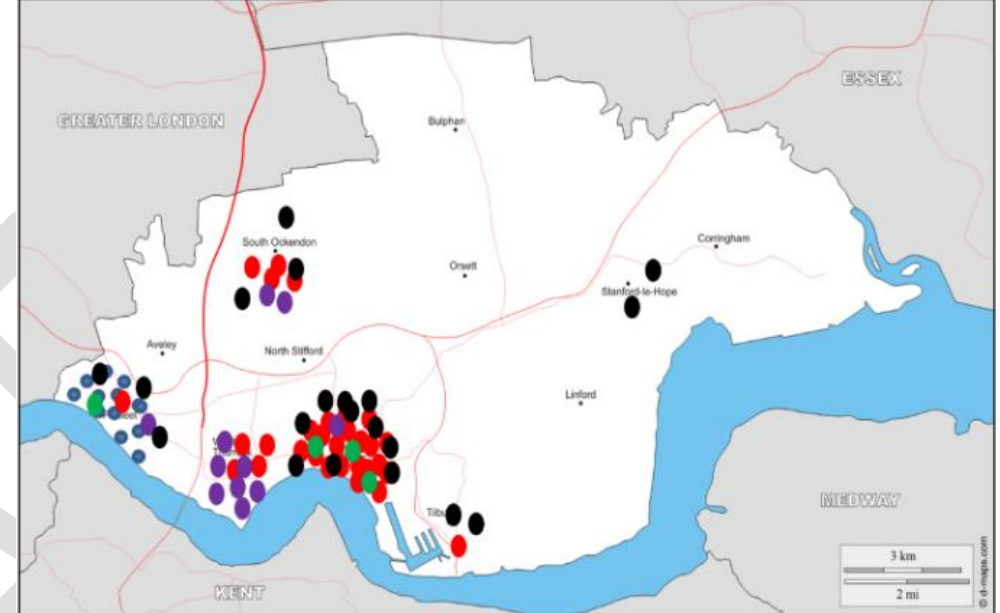 ESSEX
GREATER LONDON
Bulphan
South Ockendon
Corringham
Orsett
Stanford-le-Hope
Aveley
North Stifford
Linford
MEDWAY
KENT
3 km
2 mi
© d-maps.com